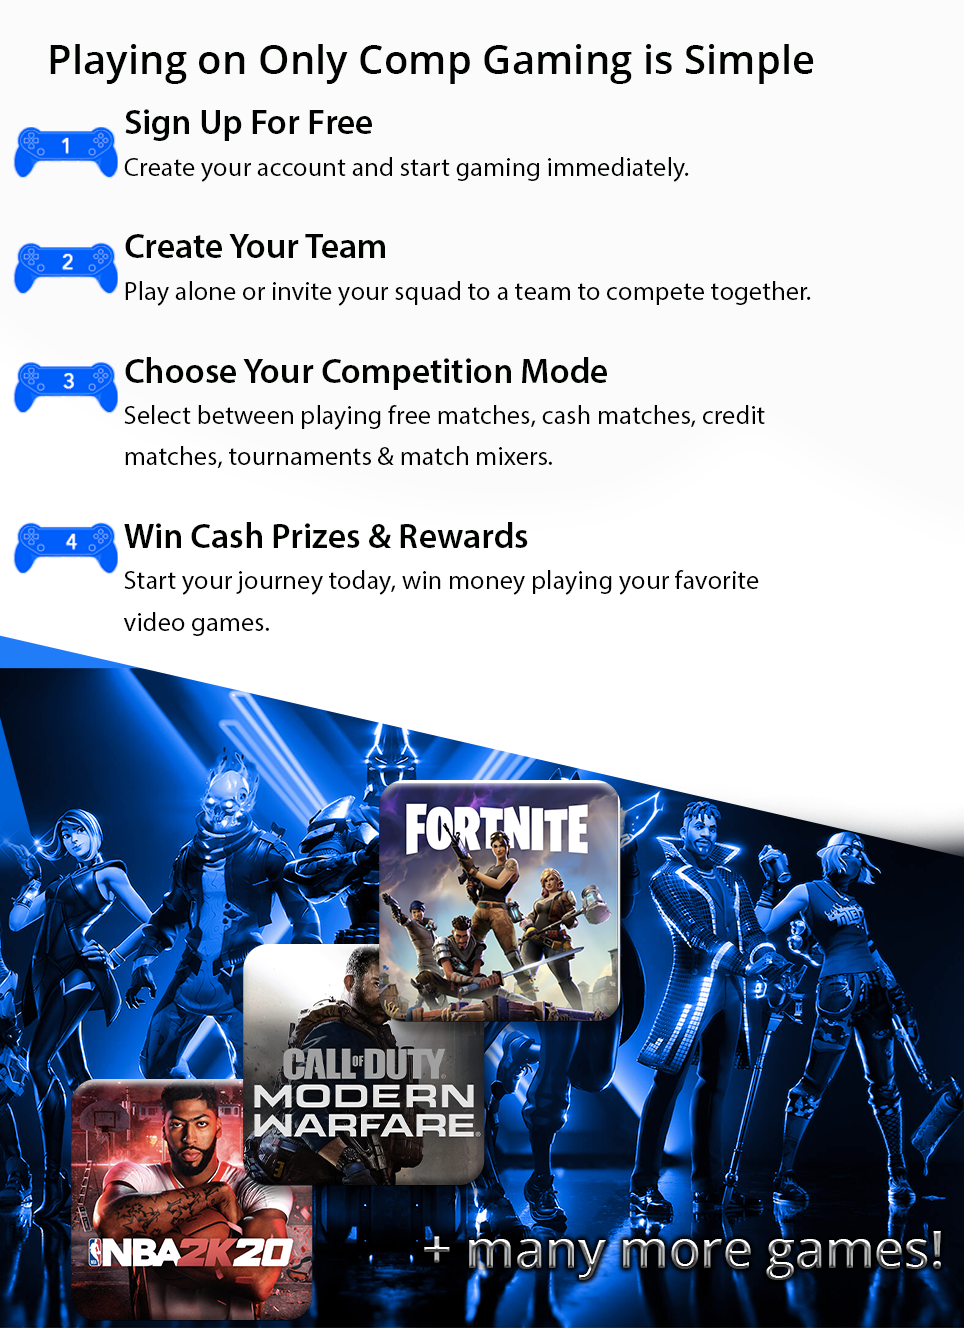 Playing on Only Comp Gaming is Simple
1
Sign Up For Free
Create your account and start gaming immediately.
2
Create Your Team
Play alone or invite your squad to a team to compete together.
3
Choose Your Competition Mode
Select between playing free matches, cash matches, credit
matches, tournaments & match mixers.
4
Win Cash Prizes & Rewards
Start your journey today, win money playing your favorite
video games.
FORTNITE
CALL OF DUTY
MODERN
WARFARE
NBA2K20
+ many more games!